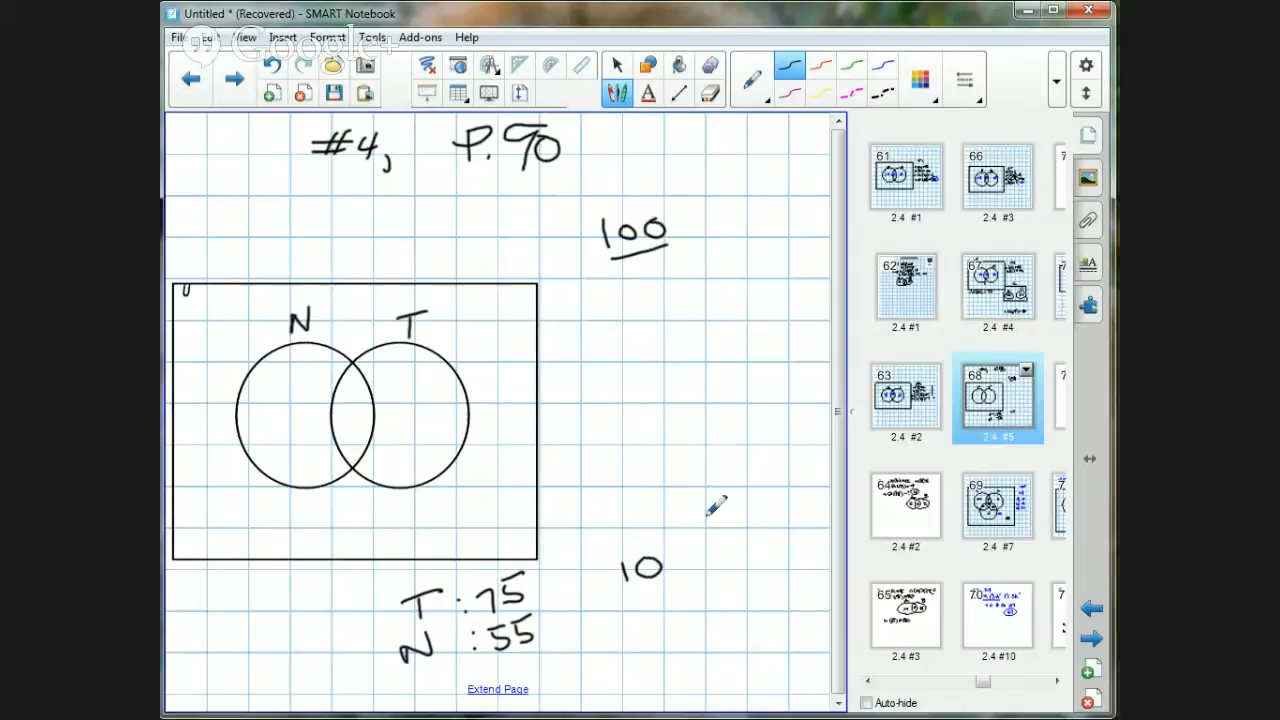 Untitled * (Recovered) - SMART Notebook
File Edit View Insert Format Tools Add-ons Help
Google+
#4, P. 90
100
U
N T
10
T : 75
N : 55
Extend Page
61 66
2.4 #1 2.4 #3
62 67
2.4 #1 2.4 #4
63 68
2.4 #2 2.4 #5
64 69
2.4 #2 2.4 #7
65 70
2.4 #3 2.4 #10
Auto-hide